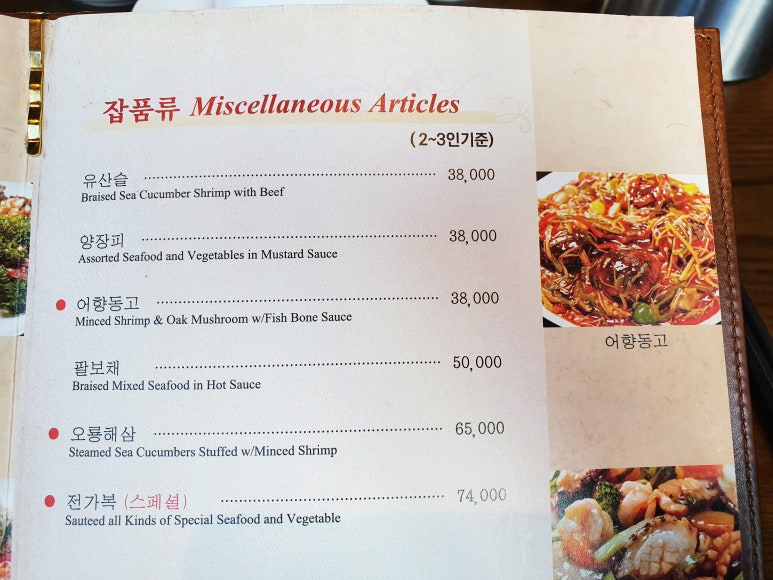 잡품류 Miscellaneous Articles
(2~3인기준)
유산슬 38,000
Braised Sea Cucumber Shrimp with Beef
양장피 38,000
Assorted Seafood and Vegetables in Mustard Sauce
어향동고 38,000
Minced Shrimp & Oak Mushroom w/Fish Bone Sauce
팔보채 50,000
Braised Mixed Seafood in Hot Sauce
오룡해삼 65,000
Steamed Sea Cucumbers Stuffed w/Minced Shrimp
전가복 (스페셜) 74,000
Sauteed all Kinds of Special Seafood and Vegetable
어향동고